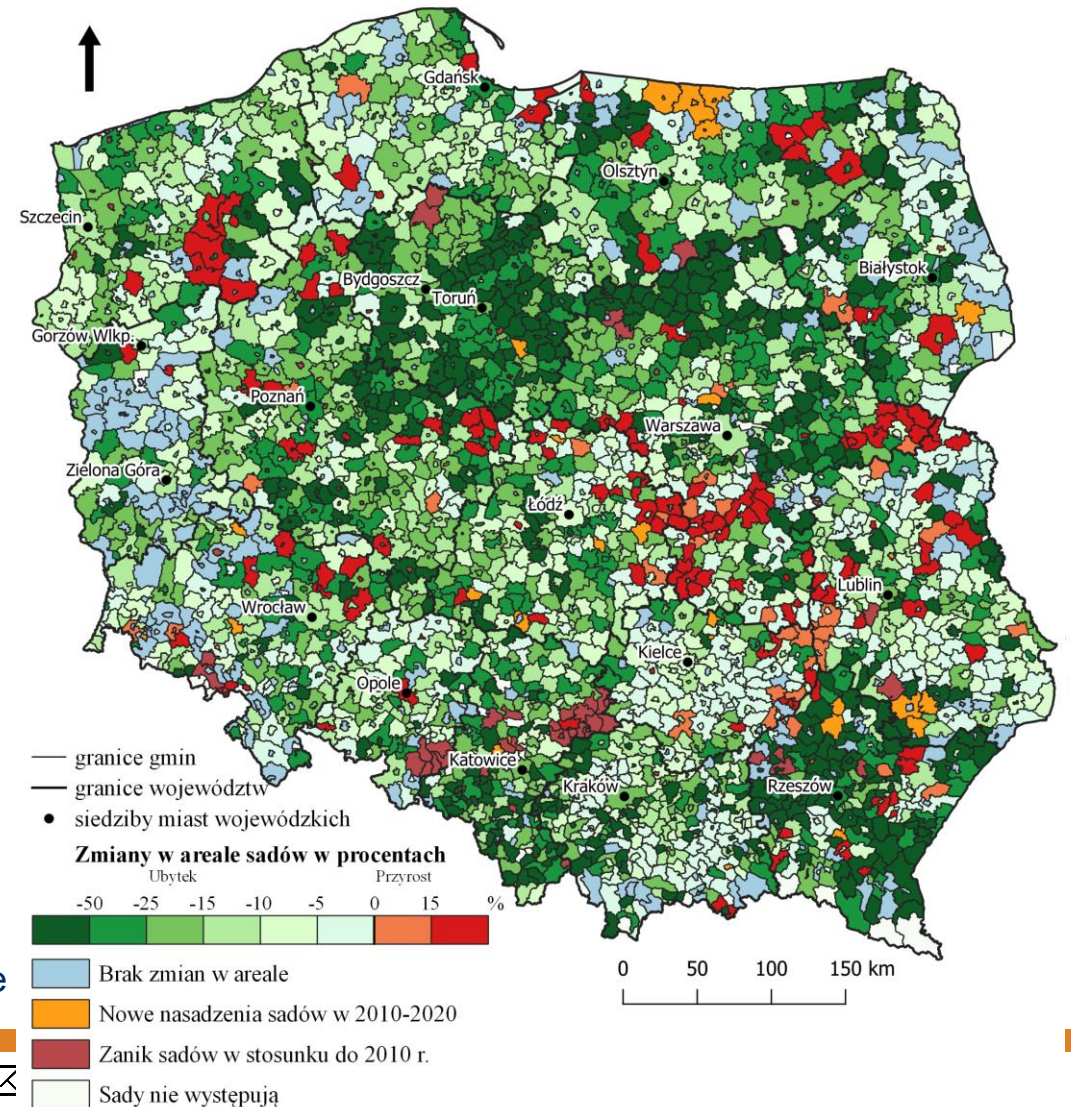 Gdańsk
Olsztyn
Szczecin
Białystok
Bydgoszcz
Toruń
Gorzów Wlkp.
Poznań
Warszawa
Zielona Góra
Łódź
Lublin
Wrocław
Kielce
Opole
Katowice
Kraków
Rzeszów
granice gmin
granice województw
siedziby miast wojewódzkich
Zmiany w areale sadów w procentach
Ubytek Przyrost
-50 -25 -15 -10 -5 0 15 %
Brak zmian w areale
Nowe nasadzenia sadów w 2010-2020
Zanik sadów w stosunku do 2010 r.
Sady nie występują
0 50 100 150 km
e